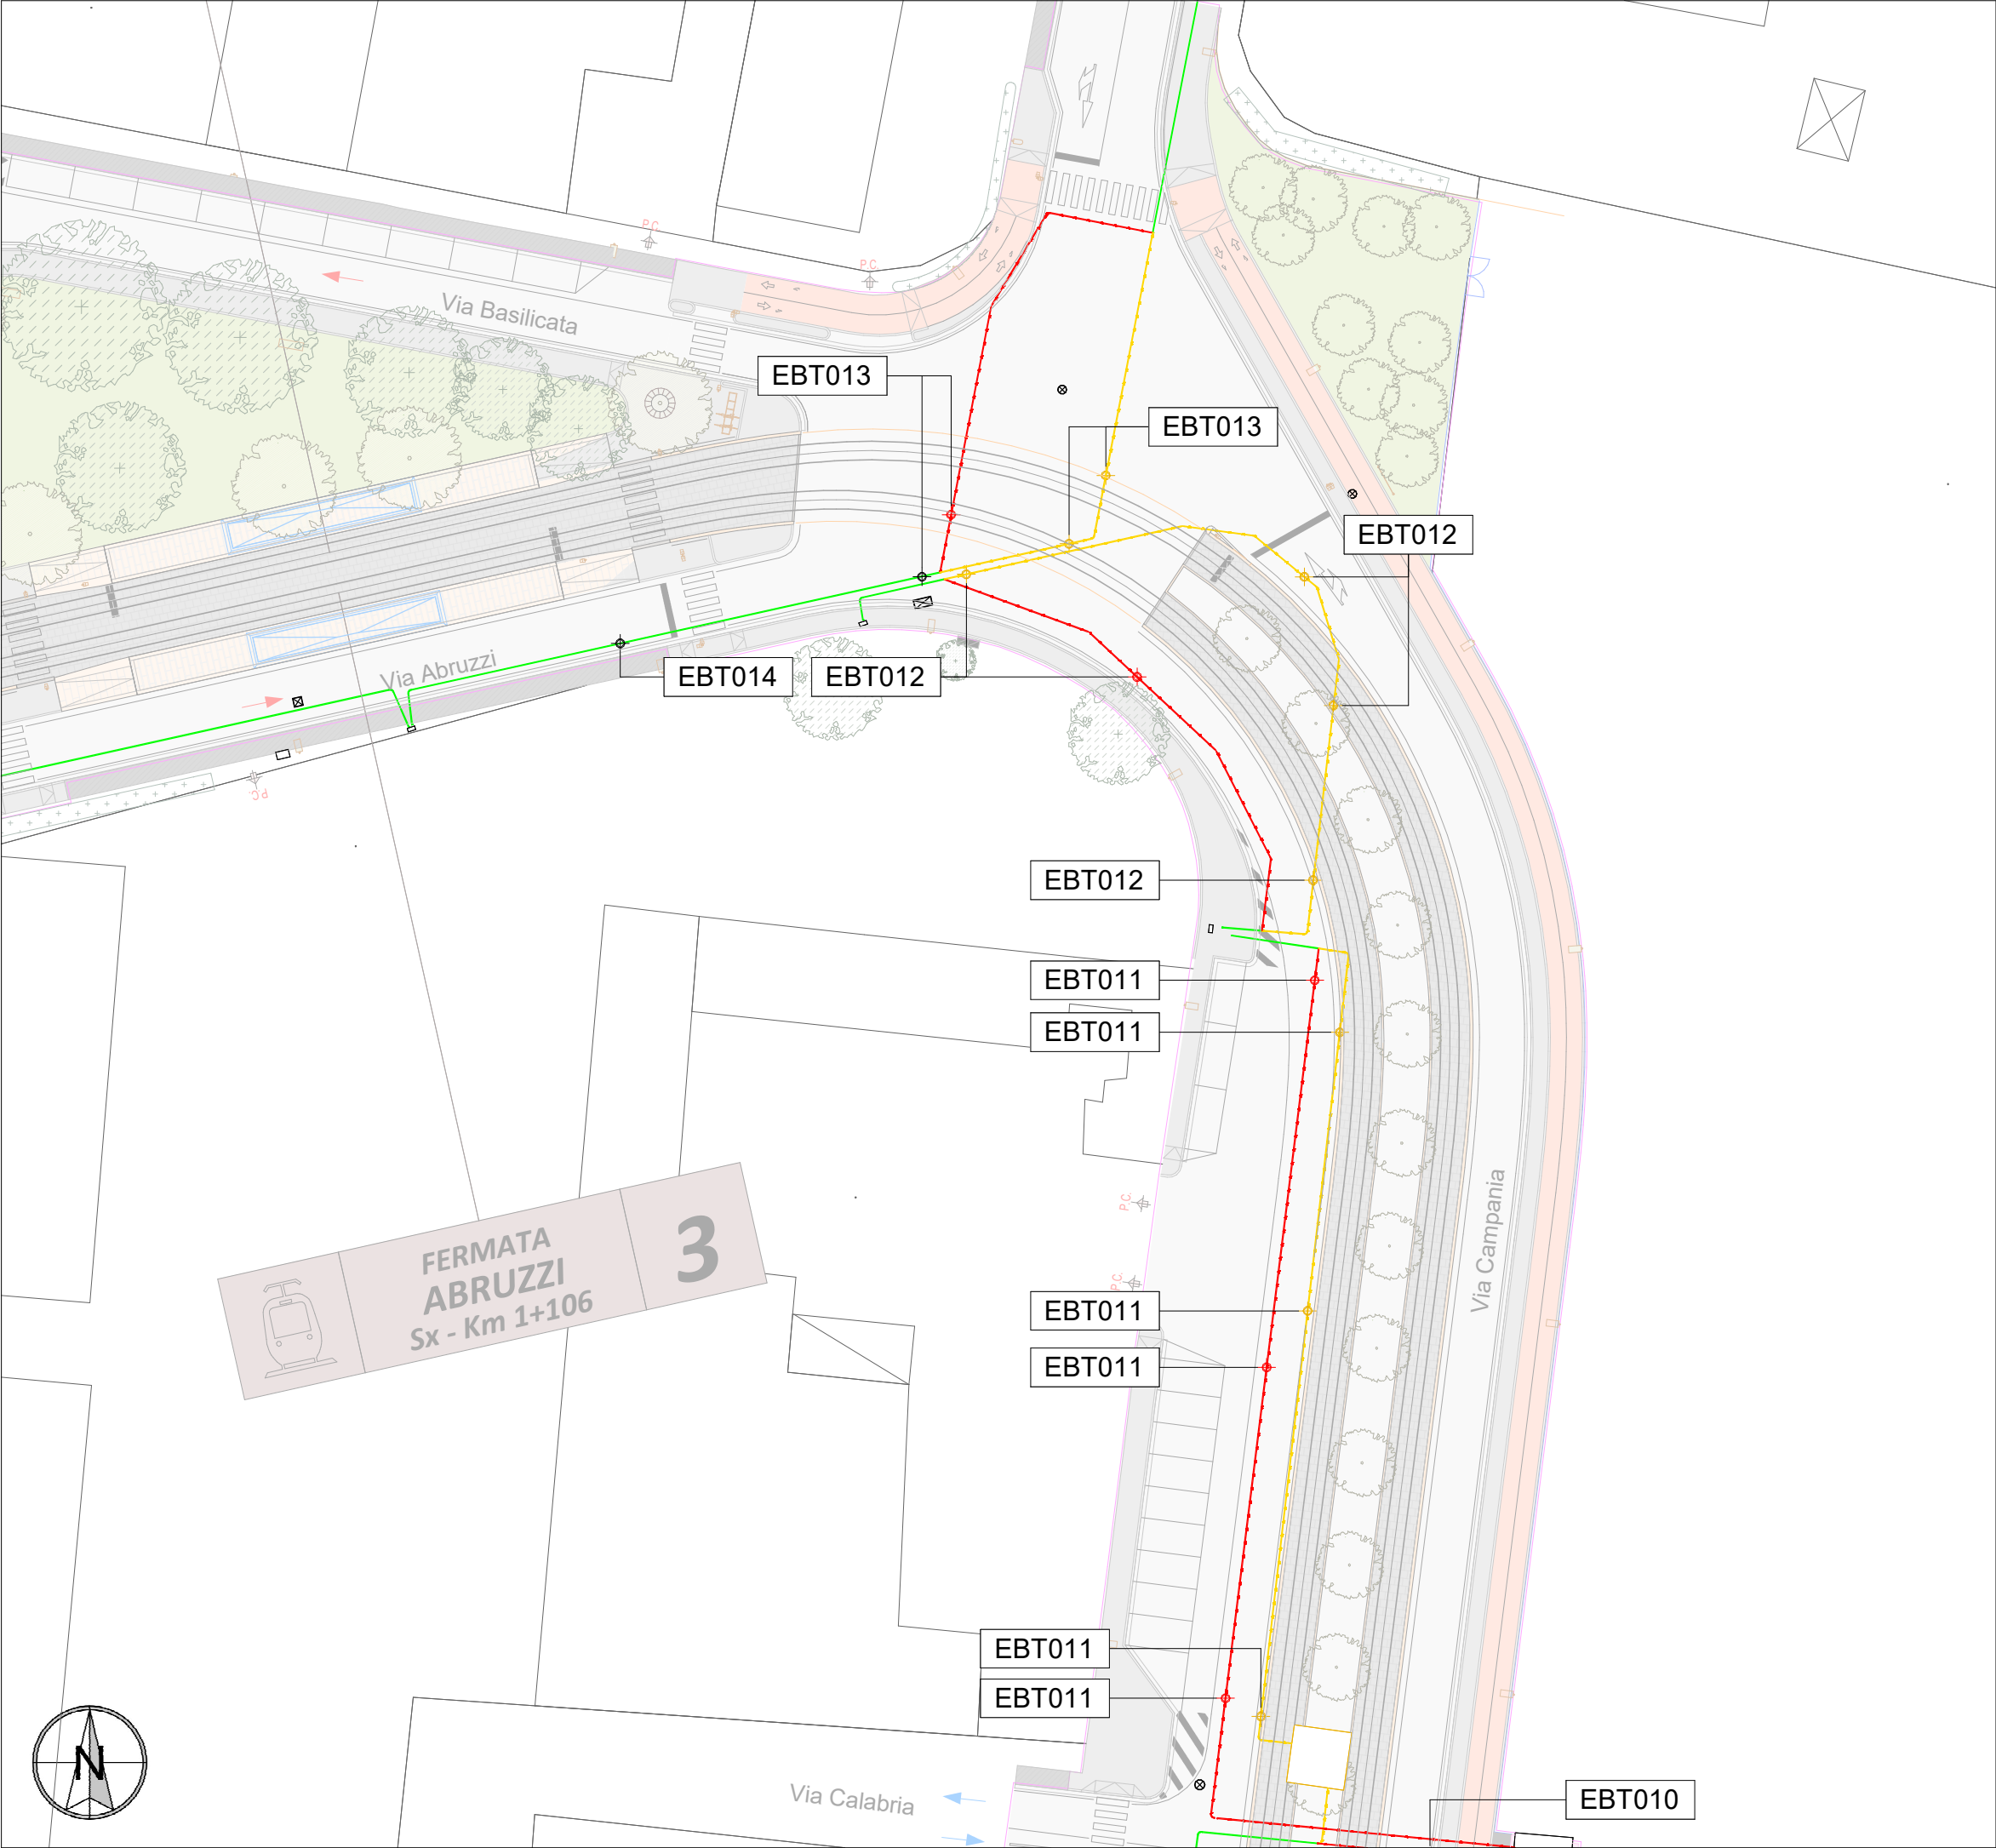 P.C.
P.C.
Via Basilicata
EBT013
EBT013
EBT012
Via Abruzzi
EBT014
EBT012
P.C.
EBT012
EBT011
EBT011
P.C.
FERMATA
ABRUZZI
Sx - Km 1+106
3
Via Campania
P.C.
EBT011
EBT011
EBT011
EBT011
N
Via Calabria
EBT010